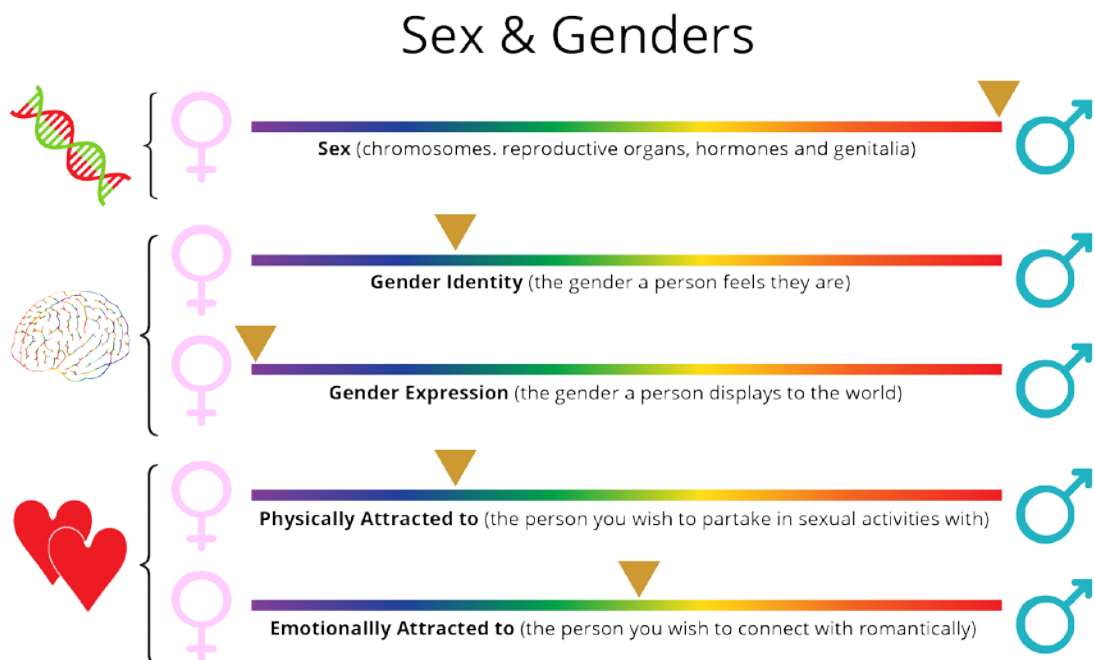 Sex & Genders
Sex (chromosomes. reproductive organs, hormones and genitalia)
Gender Identity (the gender a person feels they are)
Gender Expression (the gender a person displays to the world)
Physically Attracted to (the person you wish to partake in sexual activities with)
Emotionallly Attracted to (the person you wish to connect with romantically)